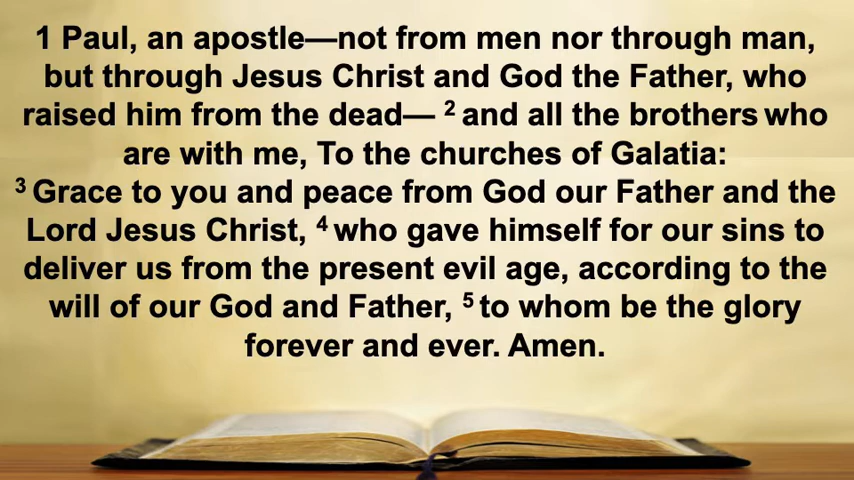 1 Paul, an apostle—not from men nor through man,
but through Jesus Christ and God the Father, who
raised him from the dead— 2 and all the brothers who
are with me, To the churches of Galatia:
3 Grace to you and peace from God our Father and the
Lord Jesus Christ, 4 who gave himself for our sins to
deliver us from the present evil age, according to the
will of our God and Father, 5 to whom be the glory
forever and ever. Amen.